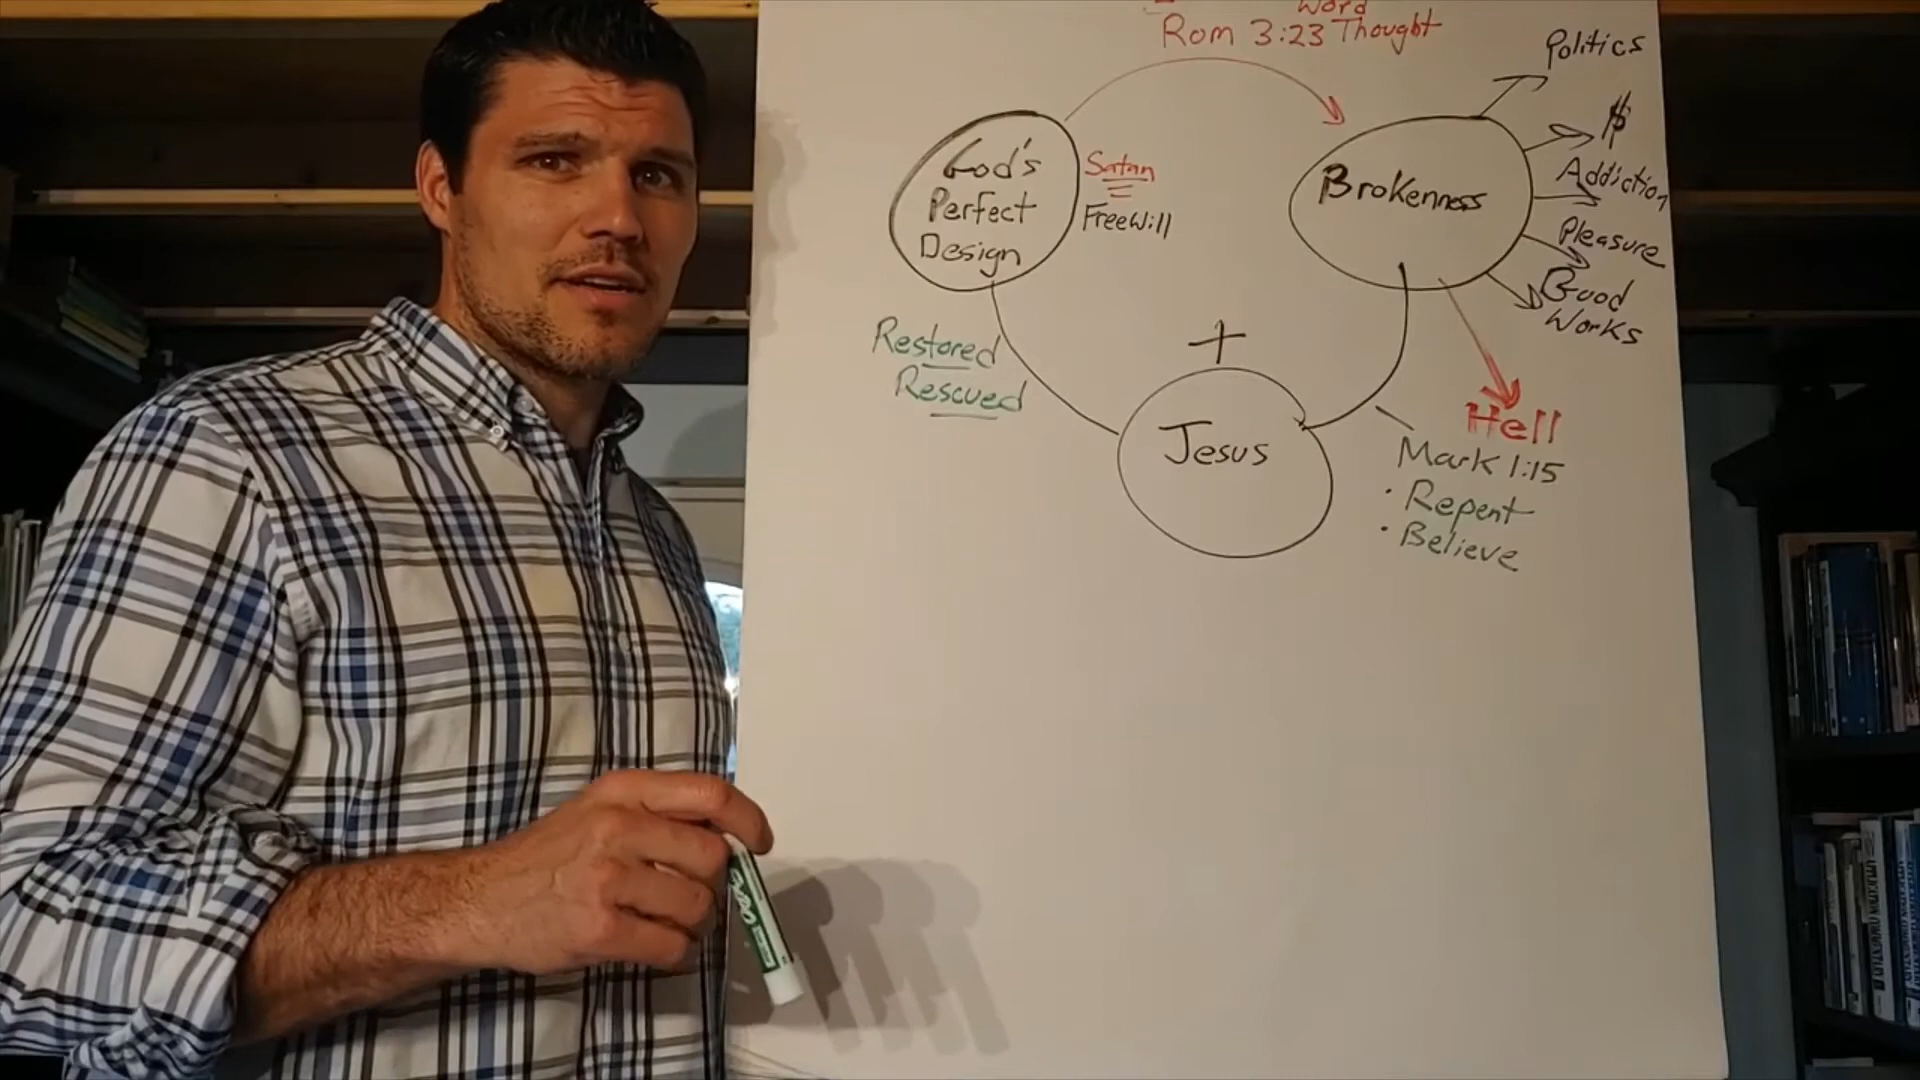 Word
Rom 3:23 Thought
God's
Perfect
Design
Satan
FreeWill
Brokenness
Politics
$
Addiction
Pleasure
Good
Works
Restored
Rescued
Jesus
Hell
Mark 1:15
• Repent
• Believe
EXPO